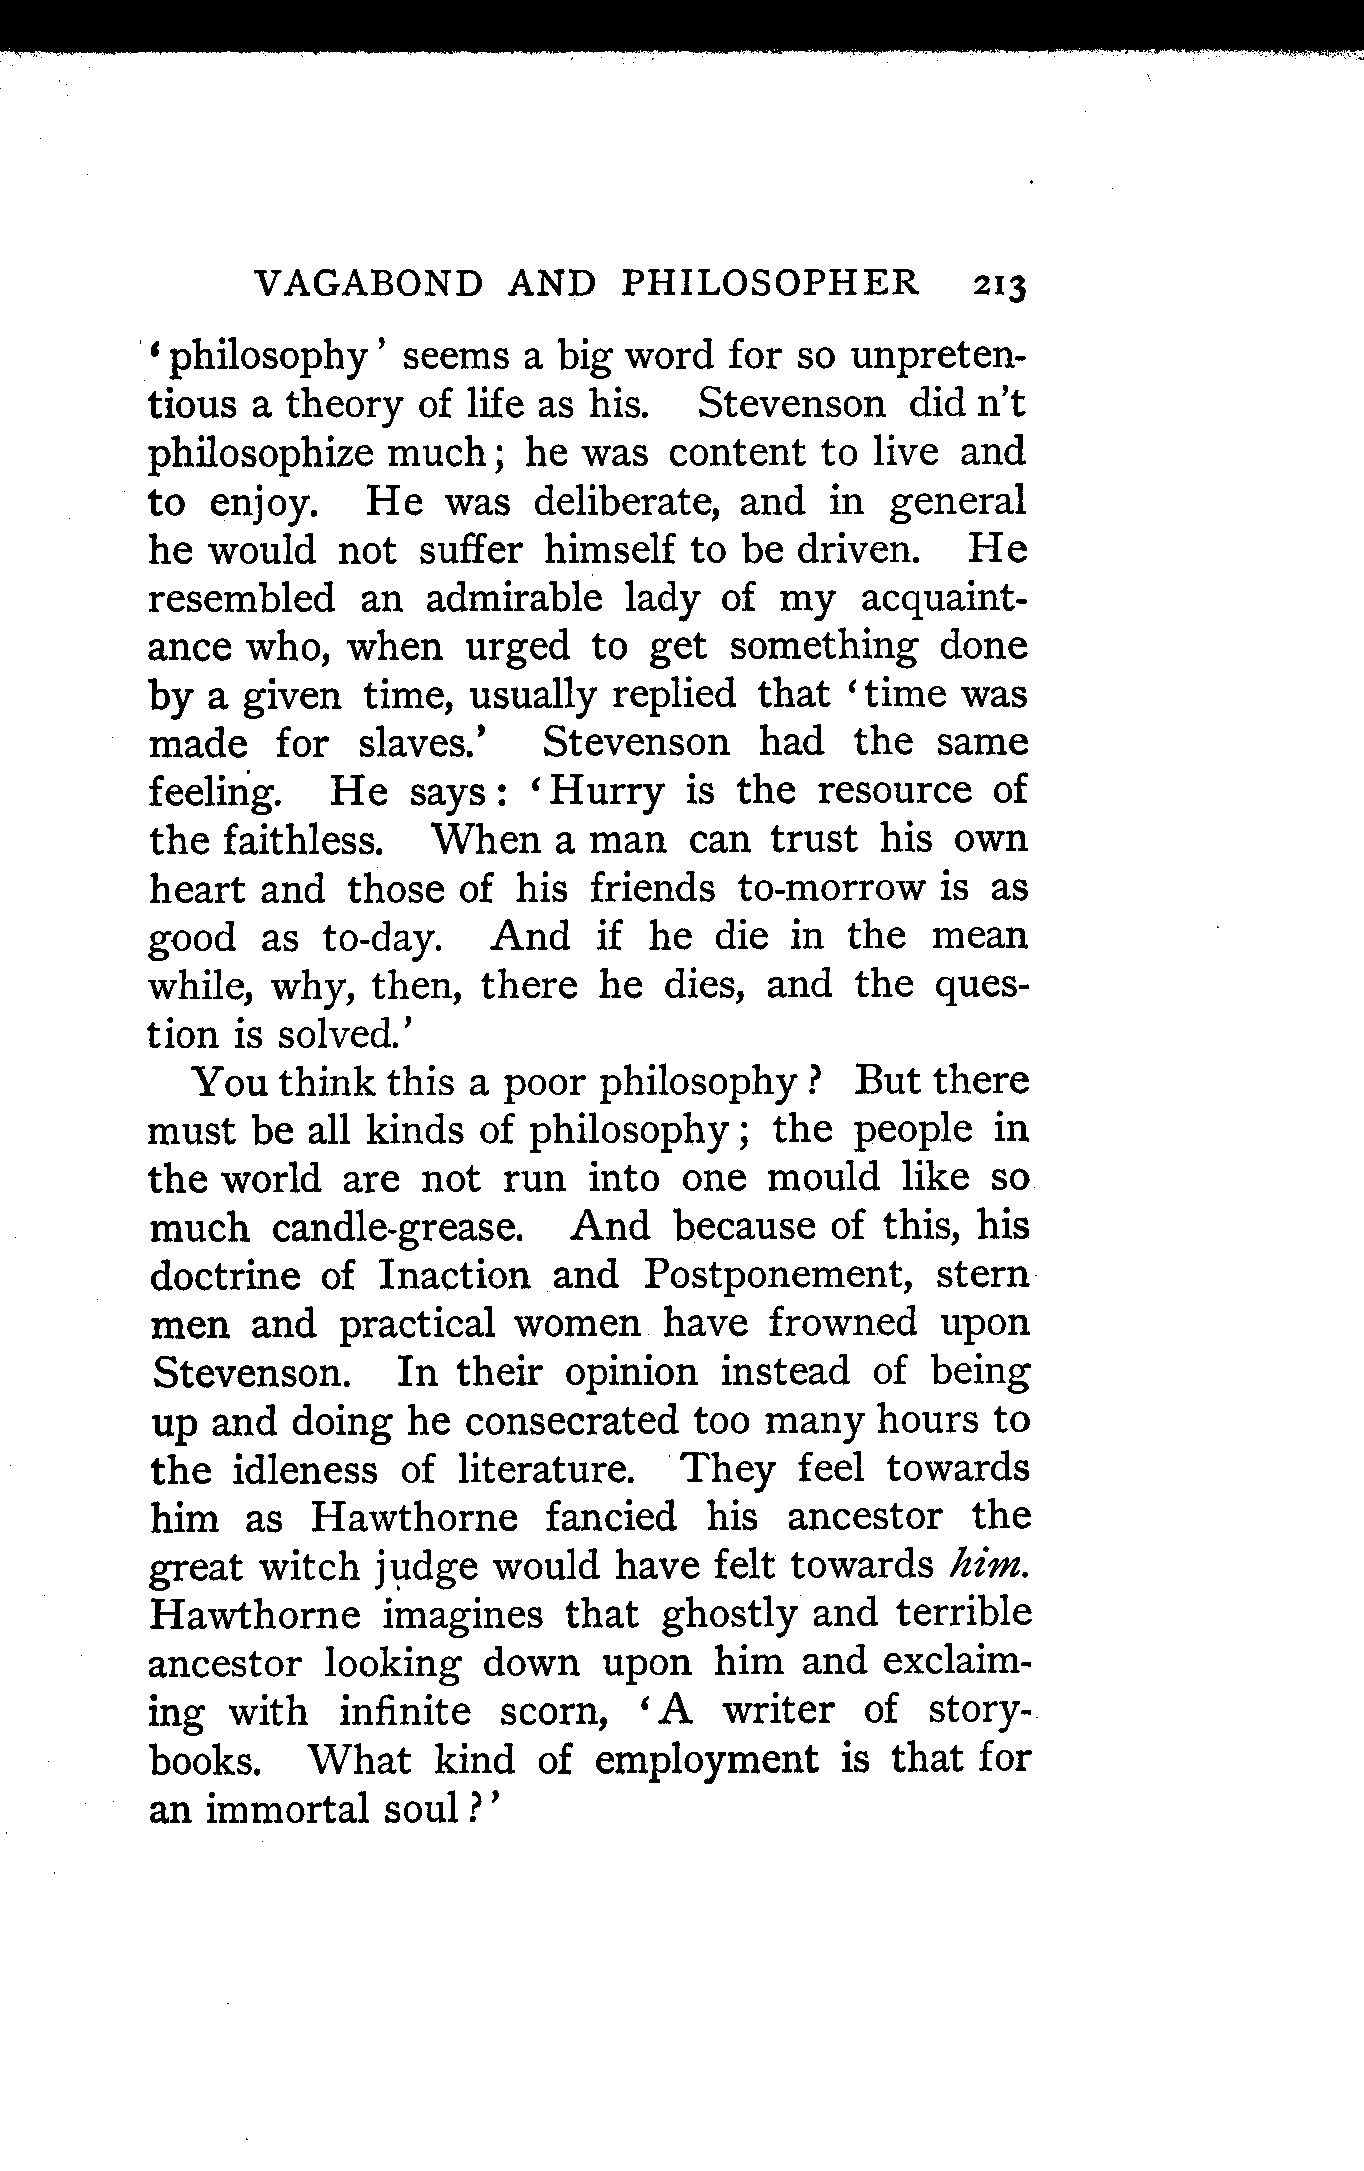 VAGABOND AND PHILOSOPHER 213
‘philosophy’ seems a big word for so unpreten-
tious a theory of life as his. Stevenson did n't
philosophize much; he was content to live and
to enjoy. He was deliberate, and in general
he would not suffer himself to be driven. He
resembled an admirable lady of my acquaint-
ance who, when urged to get something done
by a given time, usually replied that ‘time was
made for slaves.’ Stevenson had the same
feeling. He says: ‘Hurry is the resource of
the faithless. When a man can trust his own
heart and those of his friends to-morrow is as
good as to-day. And if he die in the mean
while, why, then, there he dies, and the ques-
tion is solved.’
You think this a poor philosophy? But there
must be all kinds of philosophy; the people in
the world are not run into one mould like so
much candle-grease. And because of this, his
doctrine of Inaction and Postponement, stern
men and practical women have frowned upon
Stevenson. In their opinion instead of being
up and doing he consecrated too many hours to
the idleness of literature. They feel towards
him as Hawthorne fancied his ancestor the
great witch judge would have felt towards him.
Hawthorne imagines that ghostly and terrible
ancestor looking down upon him and exclaim-
ing with infinite scorn, ‘A writer of story-
books. What kind of employment is that for
an immortal soul?’